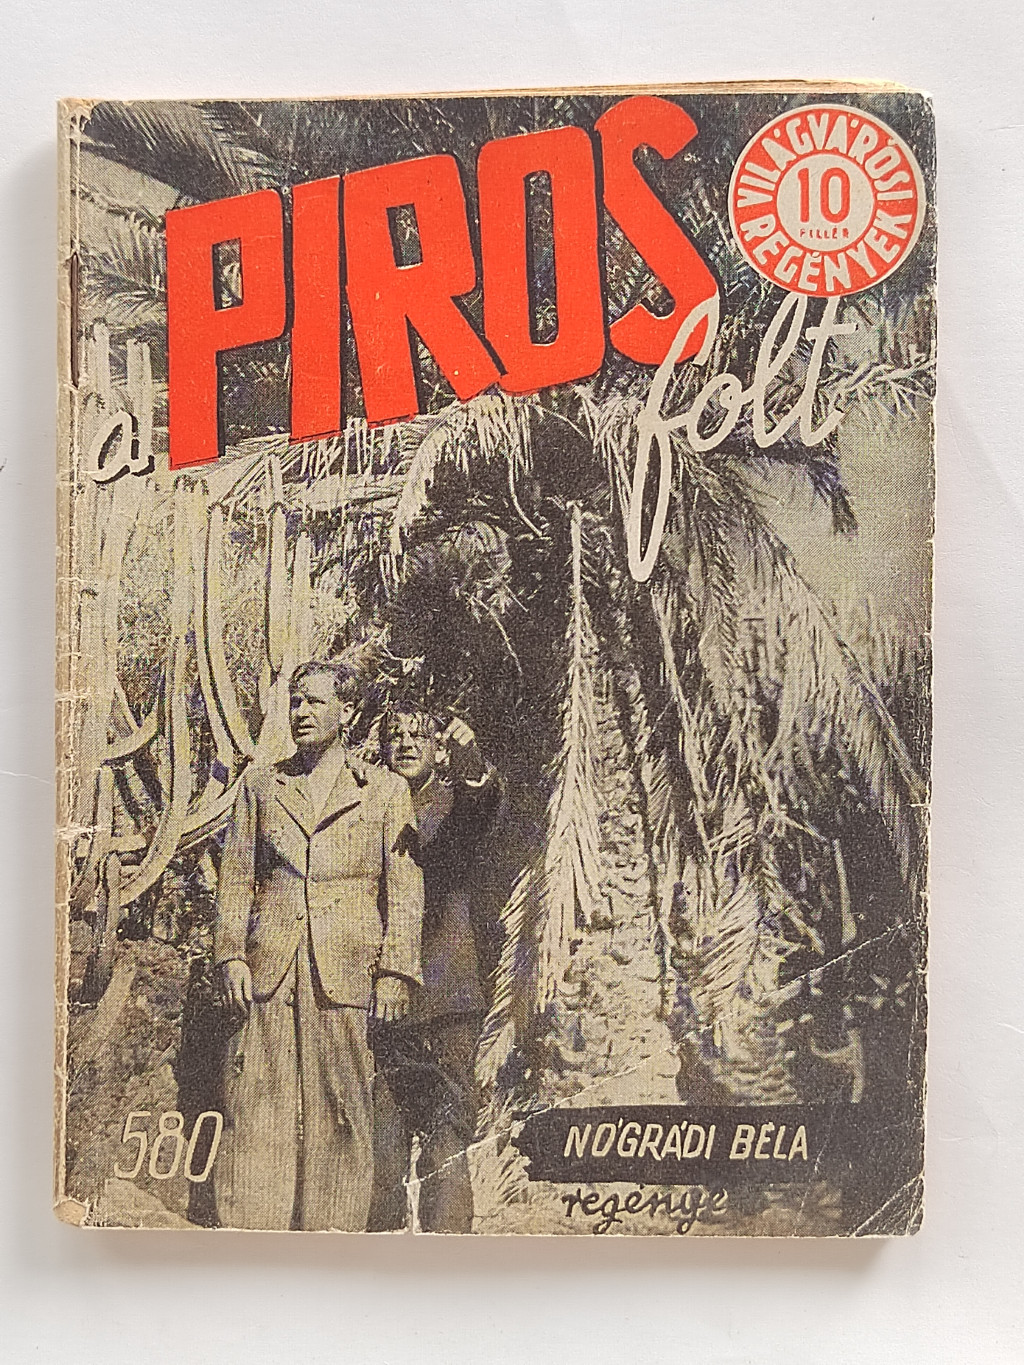 a PIROS
folt
VILÁGVÁROSI
REGÉNYEK
10
FILLÉR
580
NÓGRÁDI BÉLA
regénye